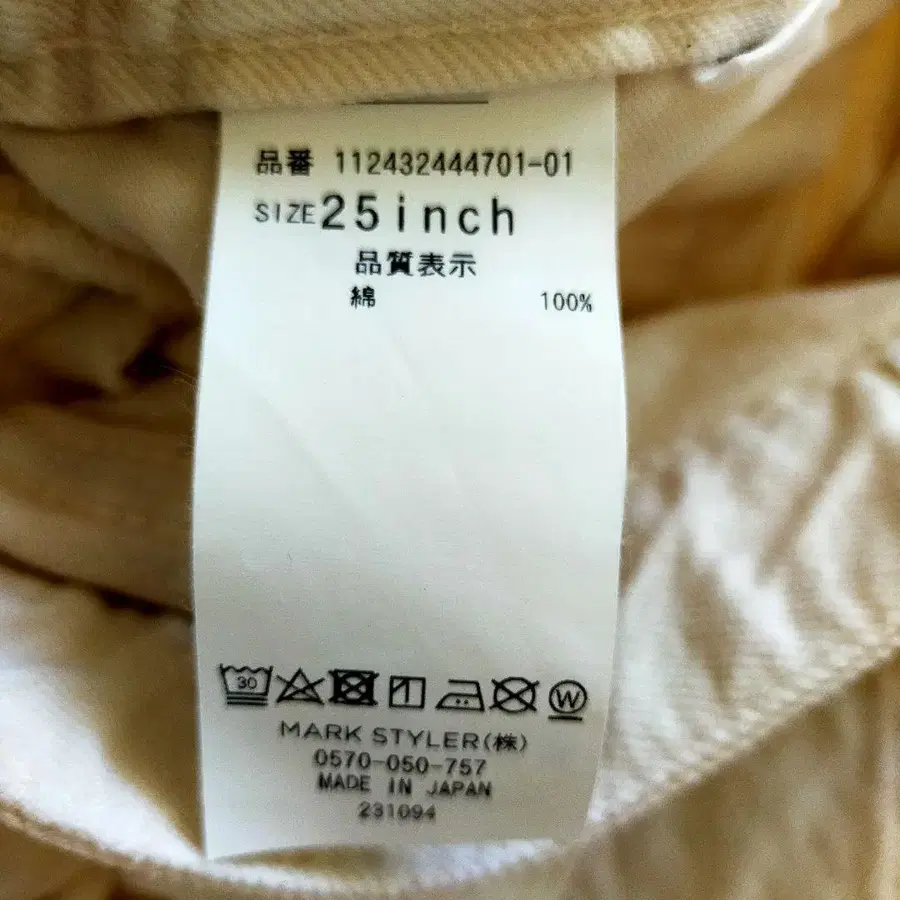 品番 112432444701-01
SIZE 25inch
品質表示
綿 100%
30
W
MARK STYLER(株)
0570-050-757
MADE IN JAPAN
231094